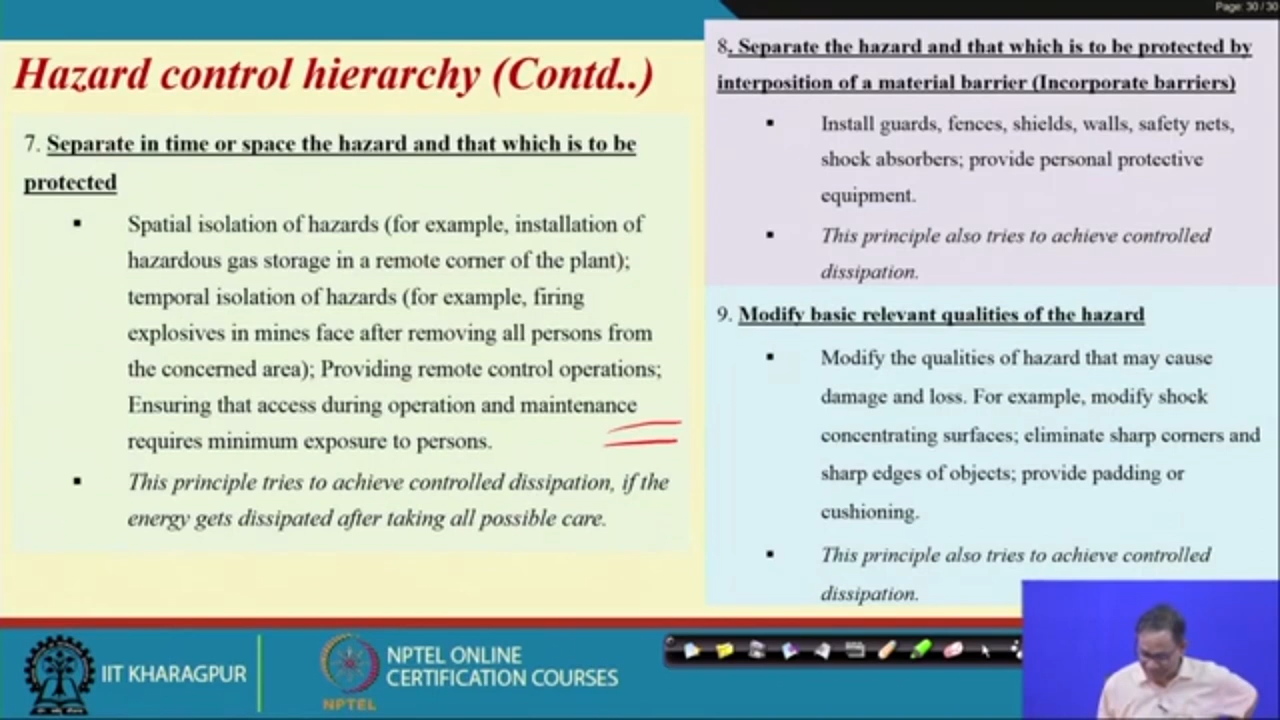 Page: 30 / 30
Hazard control hierarchy (Contd..)
7. Separate in time or space the hazard and that which is to be
protected
▪ Spatial isolation of hazards (for example, installation of
hazardous gas storage in a remote corner of the plant);
temporal isolation of hazards (for example, firing
explosives in mines face after removing all persons from
the concerned area); Providing remote control operations;
Ensuring that access during operation and maintenance
requires minimum exposure to persons.
▪ This principle tries to achieve controlled dissipation, if the
energy gets dissipated after taking all possible care.
8. Separate the hazard and that which is to be protected by
interposition of a material barrier (Incorporate barriers)
▪ Install guards, fences, shields, walls, safety nets,
shock absorbers; provide personal protective
equipment.
▪ This principle also tries to achieve controlled
dissipation.
9. Modify basic relevant qualities of the hazard
▪ Modify the qualities of hazard that may cause
damage and loss. For example, modify shock
concentrating surfaces; eliminate sharp corners and
sharp edges of objects; provide padding or
cushioning.
▪ This principle also tries to achieve controlled
dissipation.
IIT KHARAGPUR
NPTEL
NPTEL ONLINE
CERTIFICATION COURSES